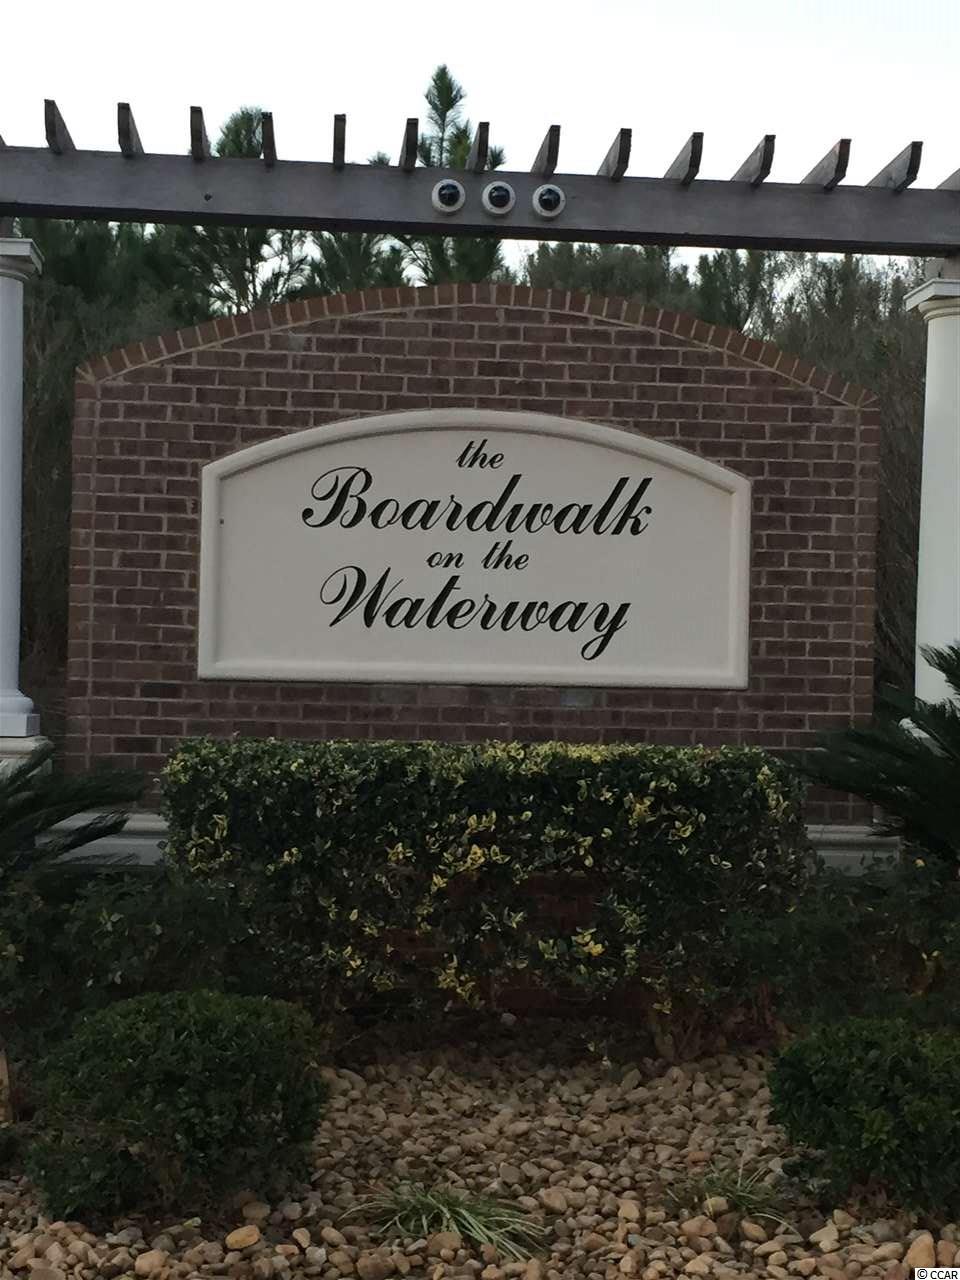 the
Boardwalk
on the
Waterway
© CCAR